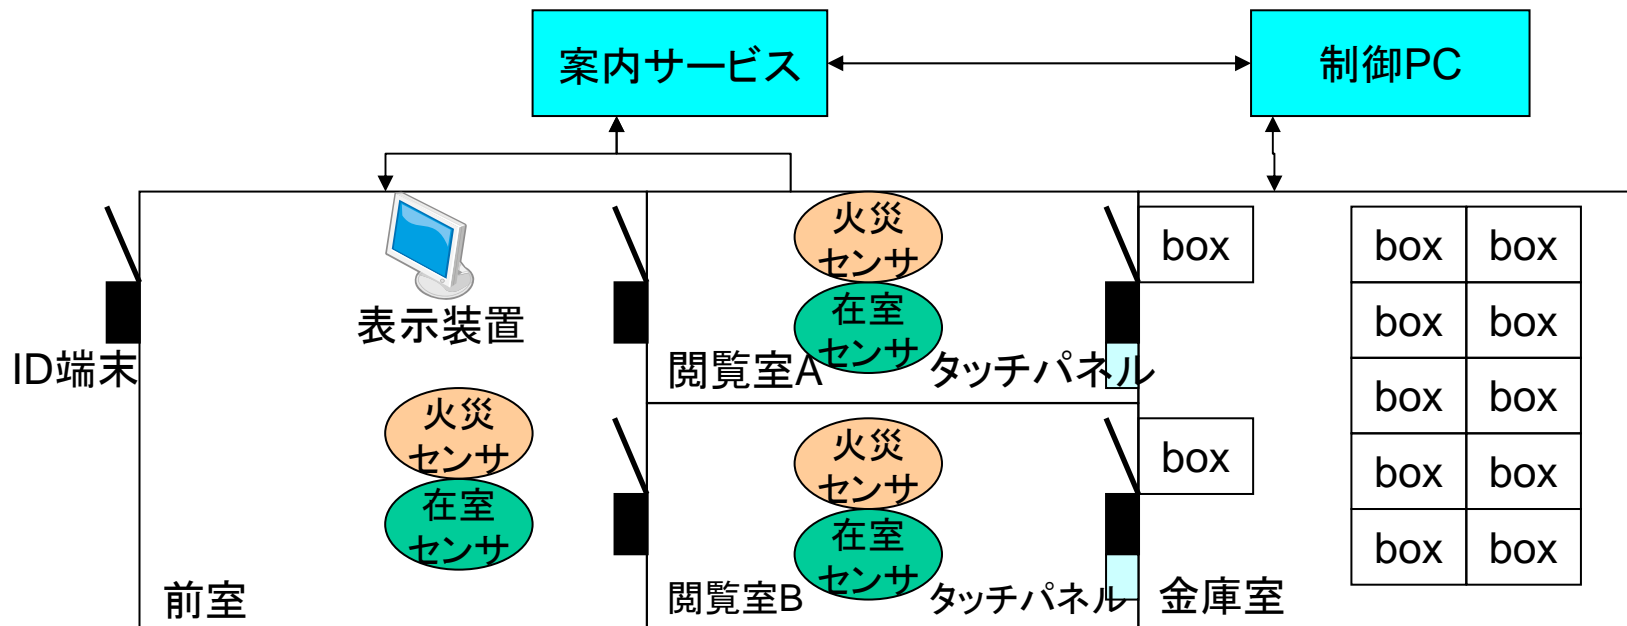 案内サービス
制御PC
火災
センサ
在室
センサ
表示装置
ID端末
閲覧室A
タッチパネル
box
box
box
box
box
box
box
box
box
box
box
box
火災
センサ
在室
センサ
火災
センサ
在室
センサ
前室
閲覧室B
タッチパネル
金庫室